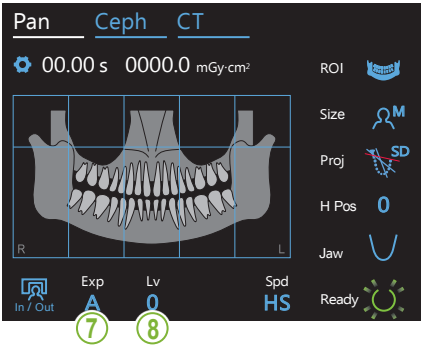 Pan Ceph CT
00.00 s 0000.0 mGy·cm²
ROI
Size M
Proj SD
H Pos 0
R L
Jaw
Exp Lv Spd
In / Out A 0 HS
Ready
7 8